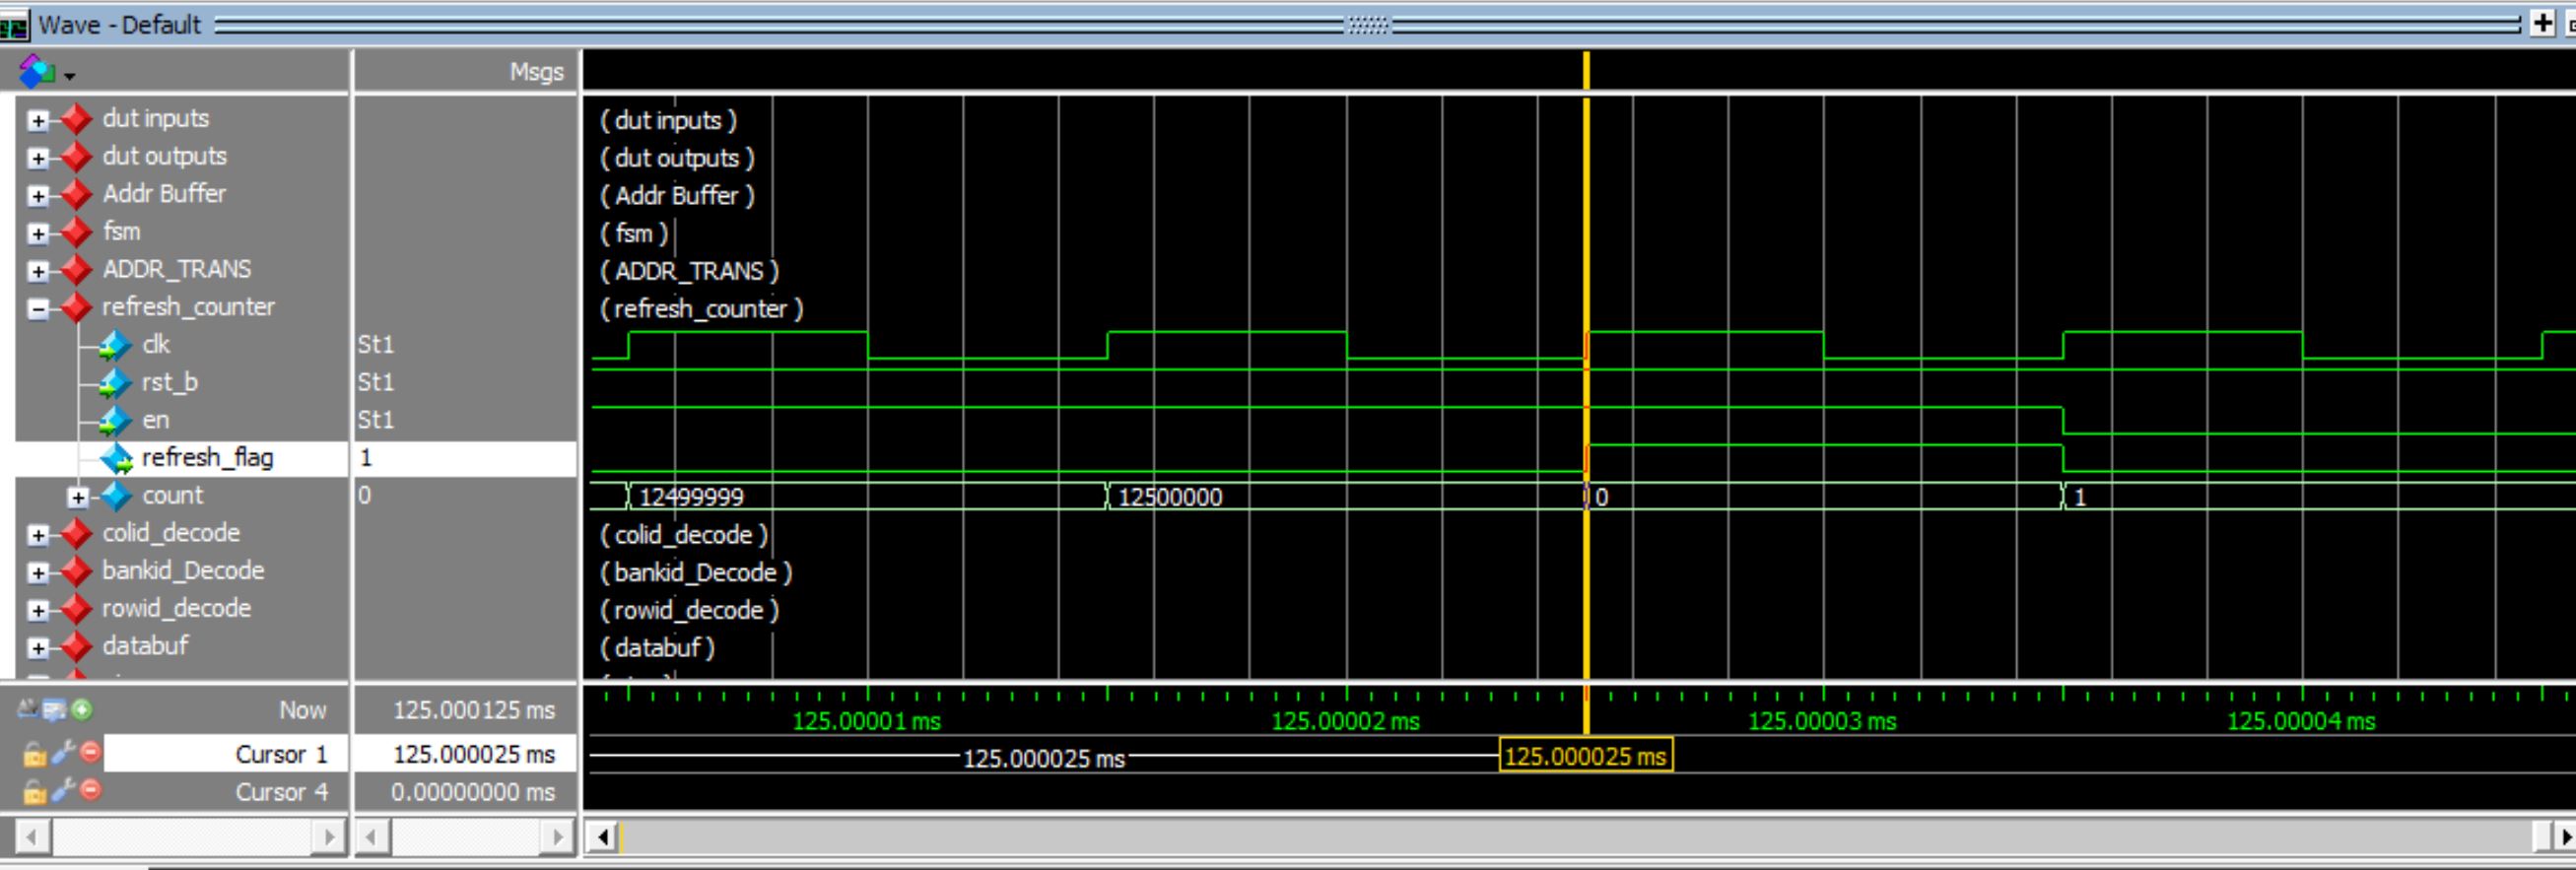 Wave - Default
Msgs
dut inputs ( dut inputs )
dut outputs ( dut outputs )
Addr Buffer ( Addr Buffer )
fsm ( fsm )
ADDR_TRANS ( ADDR_TRANS )
refresh_counter ( refresh_counter )
clk St1
rst_b St1
en St1
refresh_flag 1
count 0 12499999 12500000 0 1
colid_decode ( colid_decode )
bankid_Decode ( bankid_Decode )
rowid_decode ( rowid_decode )
databuf ( databuf )
Now 125.000125 ms 125.00001 ms 125.00002 ms 125.00003 ms 125.00004 ms
Cursor 1 125.000025 ms 125.000025 ms 125.000025 ms
Cursor 4 0.00000000 ms